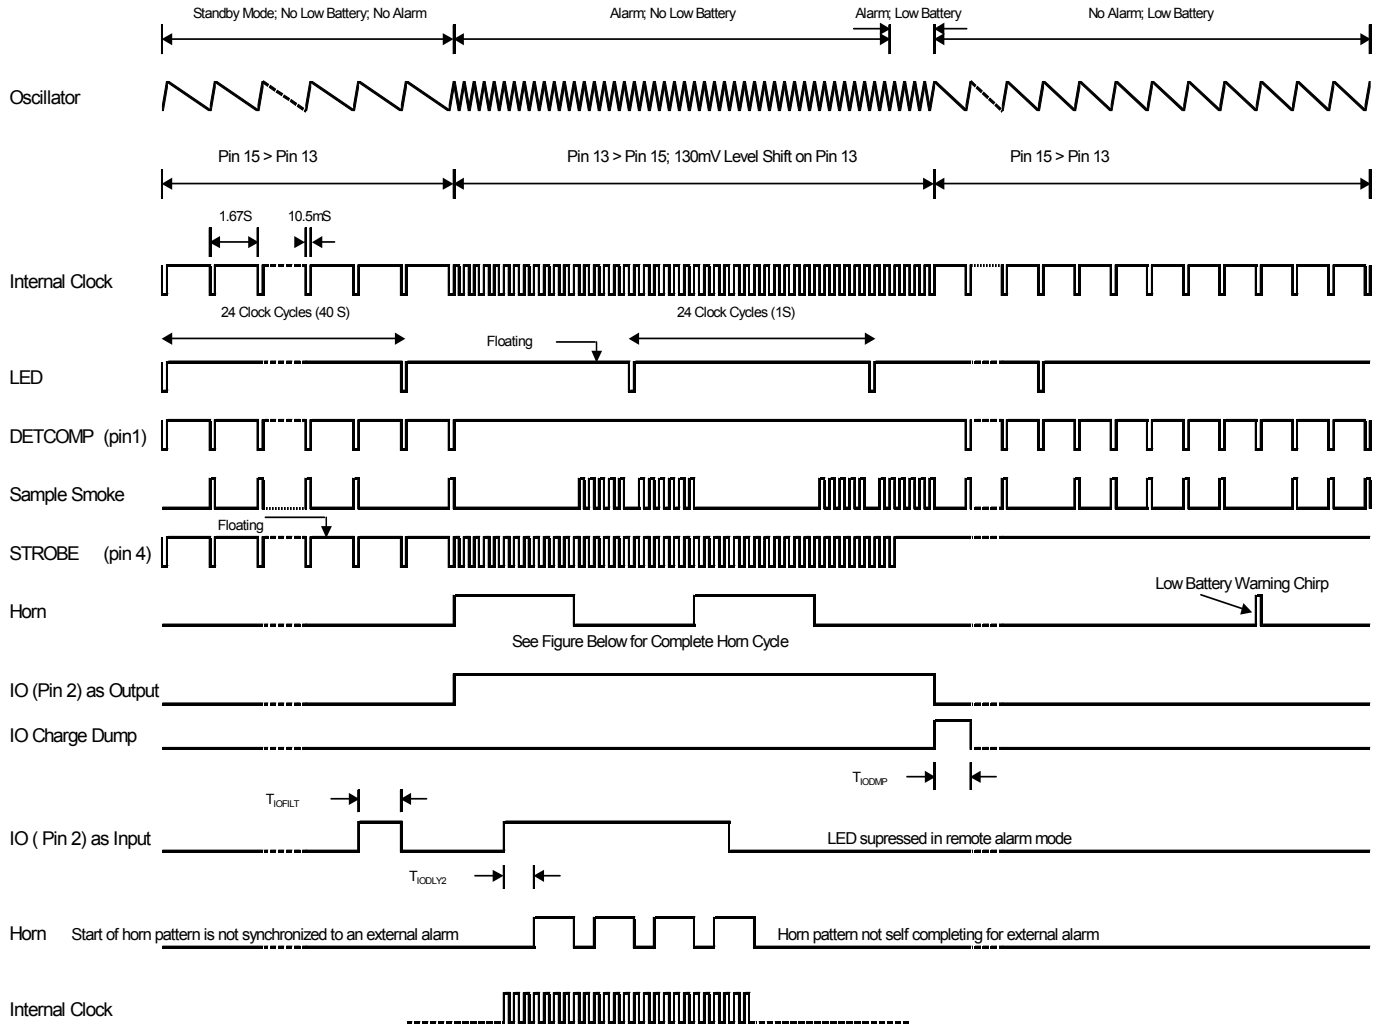 Standby Mode; No Low Battery; No Alarm
Alarm; No Low Battery
Alarm; Low Battery
No Alarm; Low Battery
Oscillator
Pin 15 > Pin 13
Pin 13 > Pin 15; 130mV Level Shift on Pin 13
Pin 15 > Pin 13
1.67S
10.5mS
Internal Clock
24 Clock Cycles (40 S)
24 Clock Cycles (1S)
Floating
LED
DETCOMP (pin1)
Sample Smoke
Floating
STROBE (pin 4)
Low Battery Warning Chirp
Horn
See Figure Below for Complete Horn Cycle
IO (Pin 2) as Output
IO Charge Dump
TIODMP
TIOFILT
IO ( Pin 2) as Input
LED supressed in remote alarm mode
TIODLY2
Horn
Start of horn pattern is not synchronized to an external alarm
Horn pattern not self completing for external alarm
Internal Clock